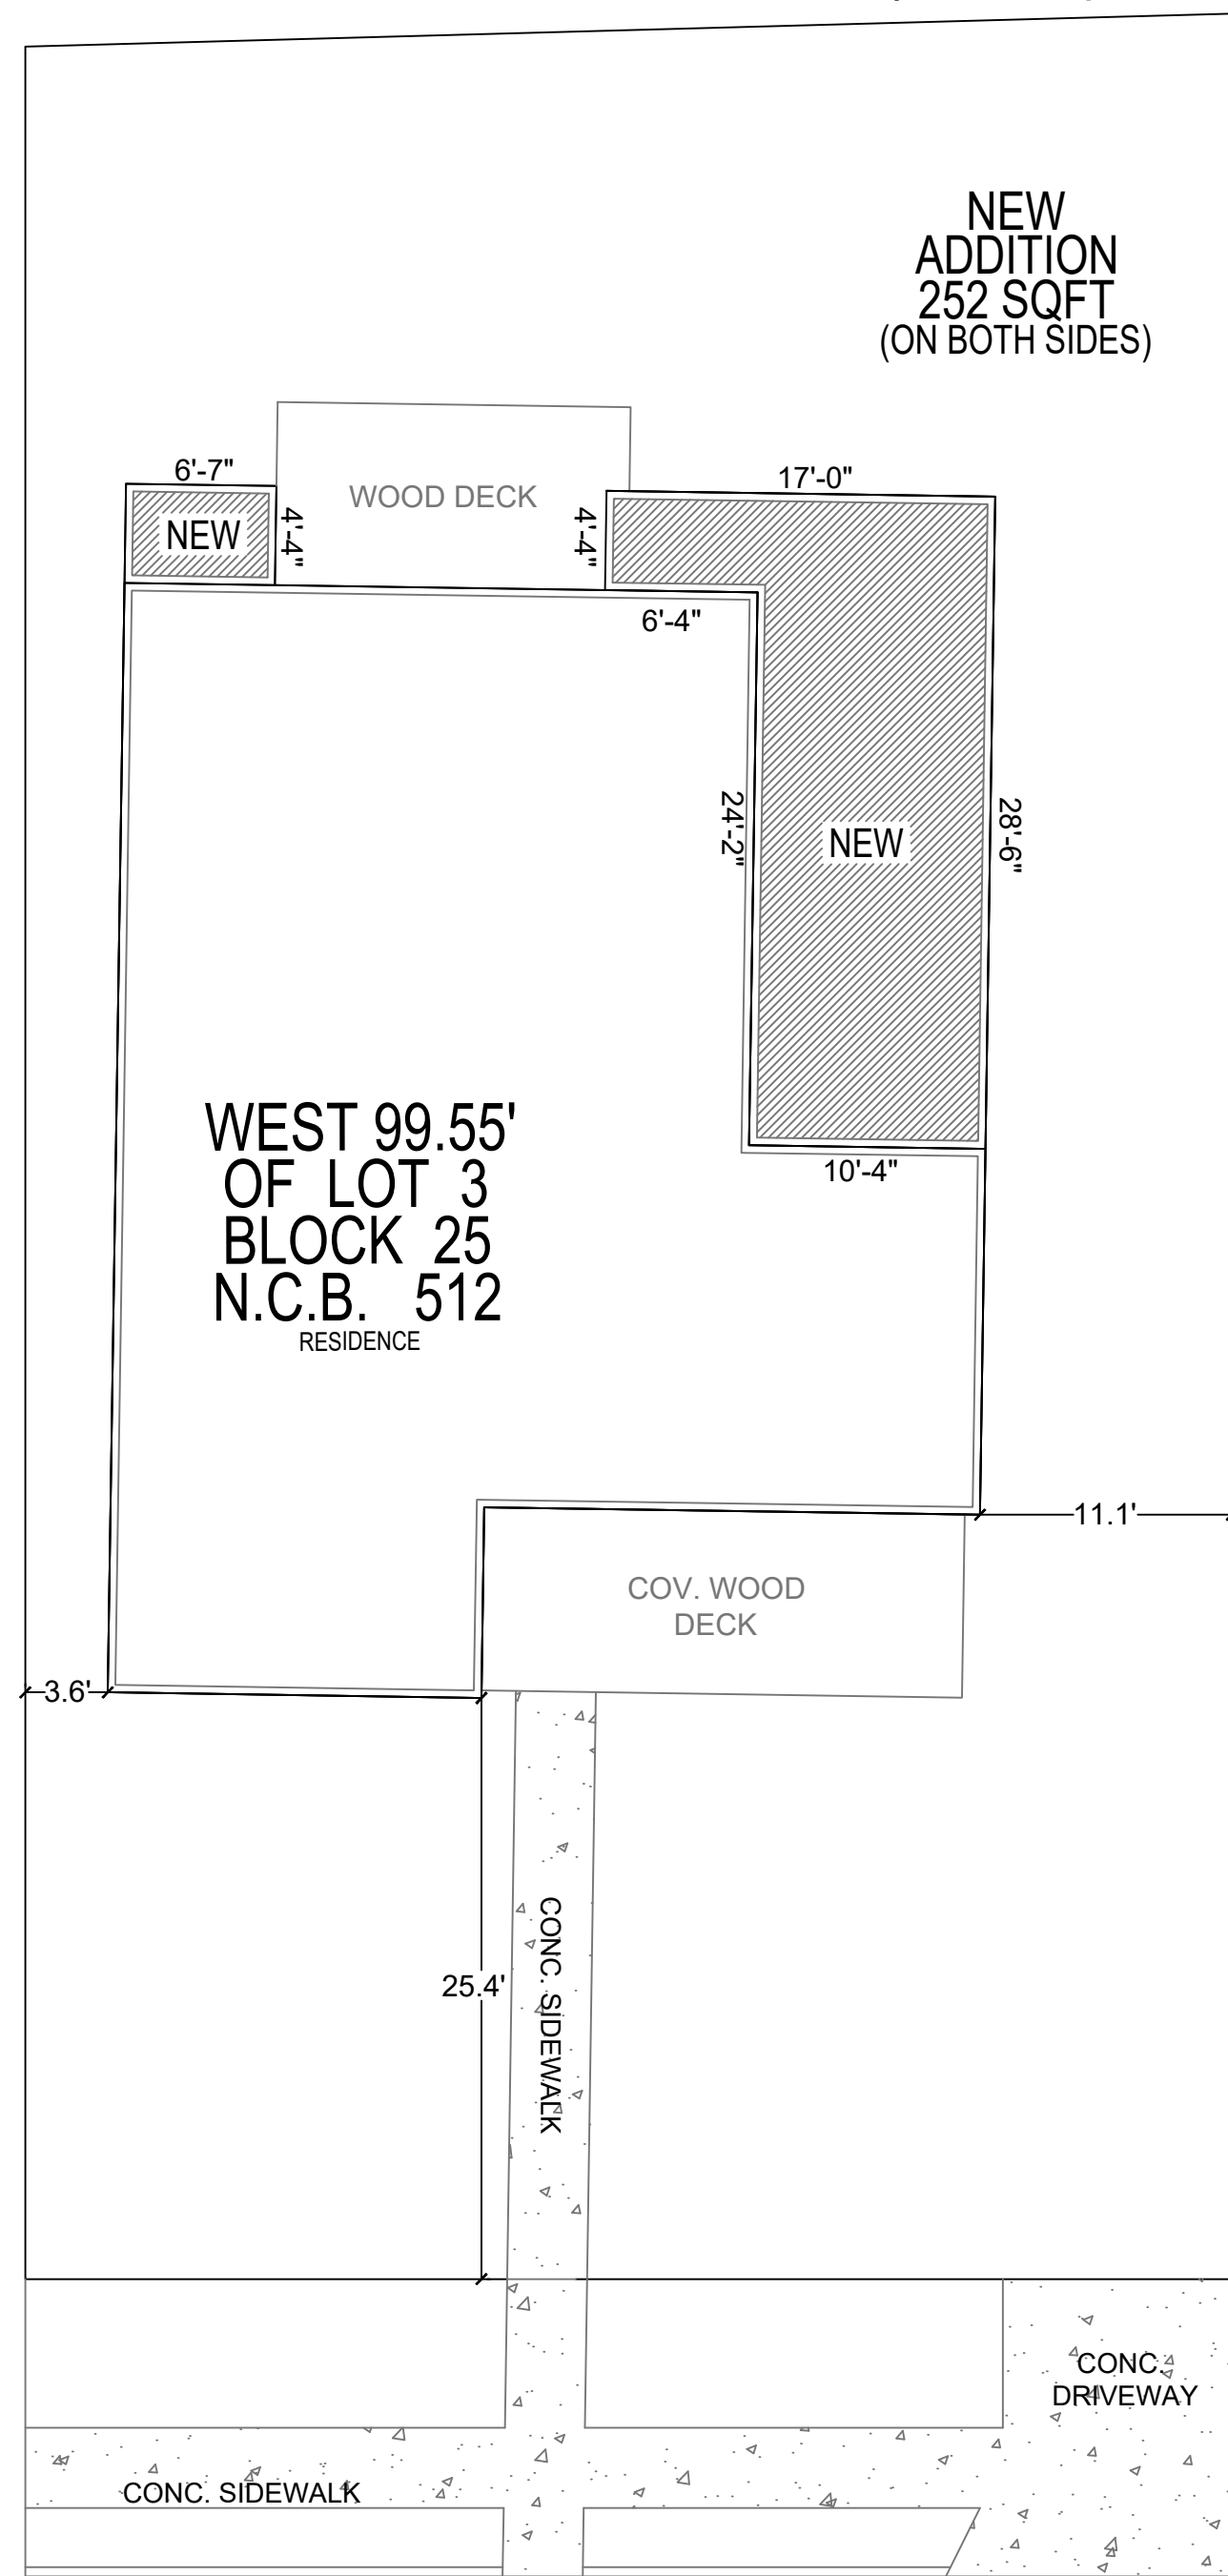 NEW
ADDITION
252 SQFT
(ON BOTH SIDES)
6'-7"
17'-0"
WOOD DECK
NEW
4'-4"
4'-4"
6'-4"
24'-2"
NEW
28'-6"
WEST 99.55'
OF LOT 3
BLOCK 25
N.C.B. 512
RESIDENCE
10'-4"
11.1'
COV. WOOD
DECK
3.6'
25.4'
CONC. SIDEWALK
CONC.
DRIVEWAY
CONC. SIDEWALK